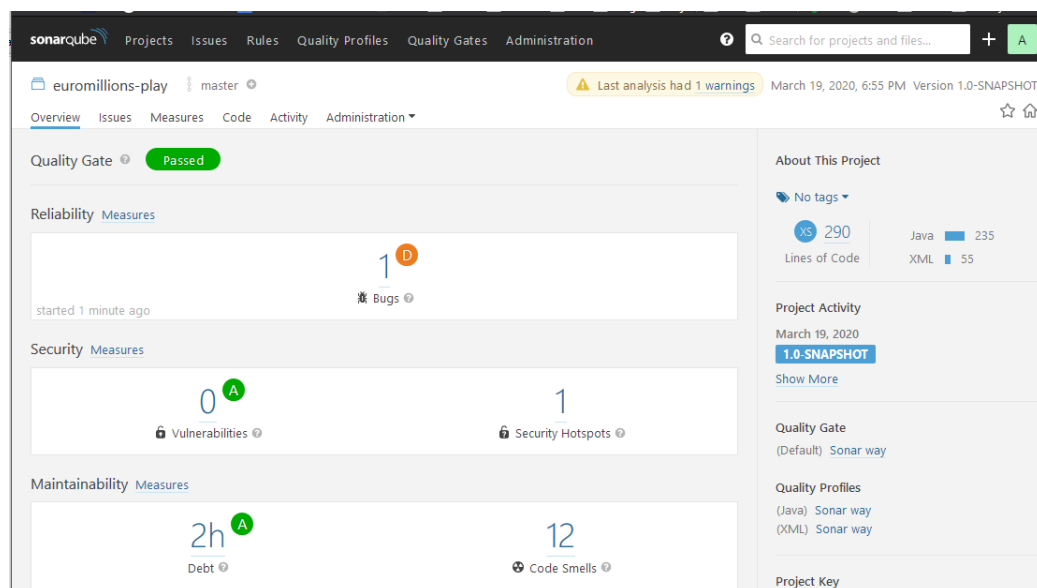 sonarqube Projects Issues Rules Quality Profiles Quality Gates Administration ? Search for projects and files... + A
euromillions-play master Last analysis had 1 warnings March 19, 2020, 6:55 PM Version 1.0-SNAPSHOT
Overview Issues Measures Code Activity Administration
Quality Gate ? Passed
Reliability Measures
1 D
Bugs ?
started 1 minute ago
Security Measures
0 A
Vulnerabilities ?
1
Security Hotspots ?
Maintainability Measures
2h A
Debt ?
12
Code Smells ?
About This Project
No tags
XS 290
Lines of Code
Java 235
XML 55
Project Activity
March 19, 2020
1.0-SNAPSHOT
Show More
Quality Gate
(Default) Sonar way
Quality Profiles
(Java) Sonar way
(XML) Sonar way
Project Key